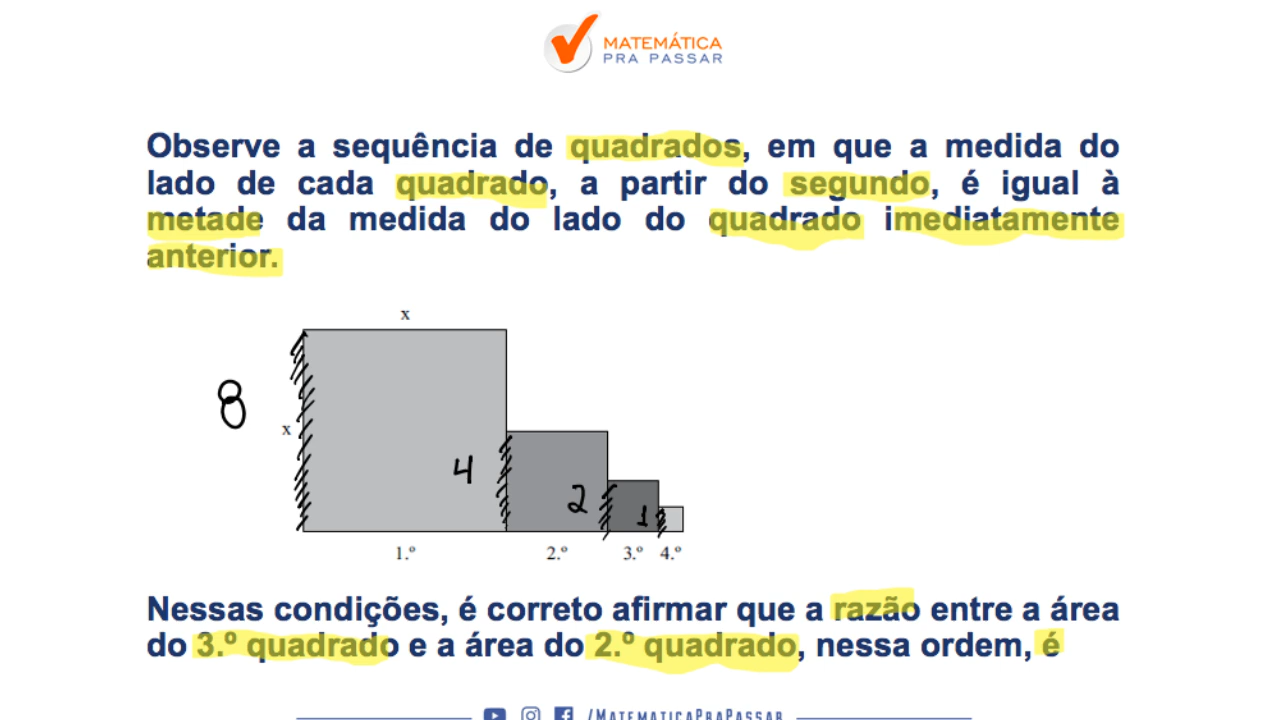 MATEMÁTICA
PRA PASSAR
Observe a sequência de quadrados, em que a medida do
lado de cada quadrado, a partir do segundo, é igual à
metade da medida do lado do quadrado imediatamente
anterior.
x
8
x
4
2
1
1.º 2.º 3.º 4.º
Nessas condições, é correto afirmar que a razão entre a área
do 3.º quadrado e a área do 2.º quadrado, nessa ordem, é
/MATEMATICAPRAPASSAR